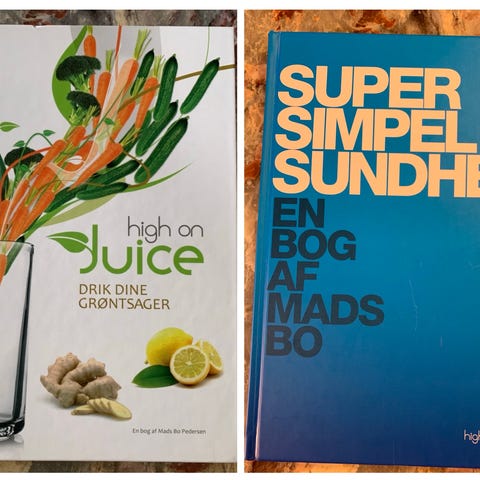 high on
Juice
DRIK DINE
GRØNTSAGER
En bog af Mads Bo Pedersen
SUPER
SIMPEL
SUNDHE
EN
BOG
AF
MADS
BO
high